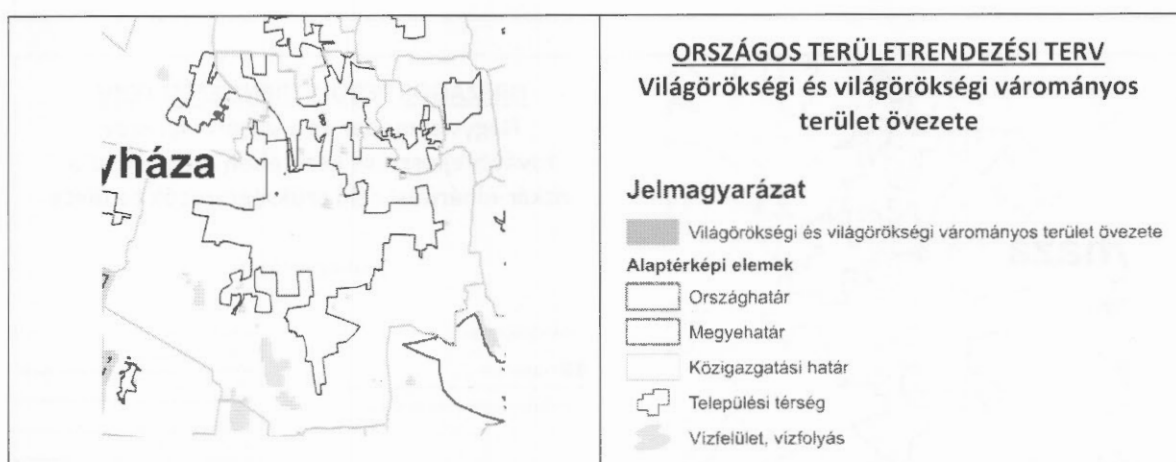 yháza
ORSZÁGOS TERÜLETRENDEZÉSI TERV
Világörökségi és világörökségi várományos
terület övezete
Jelmagyarázat
Világörökségi és világörökségi várományos terület övezete
Alaptérképi elemek
Országhatár
Megyehatár
Közigazgatási határ
Települési térség
Vízfelület, vízfolyás